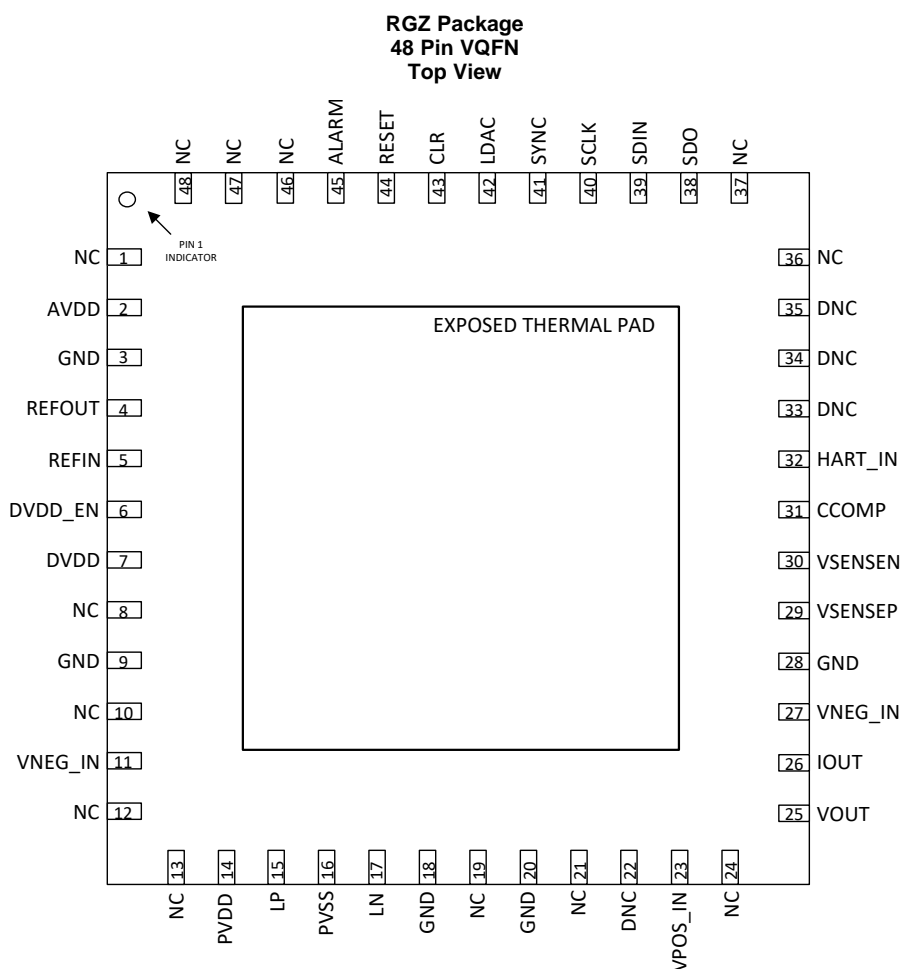 RGZ Package
48 Pin VQFN
Top View
NC
NC
NC
ALARM
RESET
CLR
LDAC
SYNC
SCLK
SDIN
SDO
NC
48
47
46
45
44
43
42
41
40
39
38
37
PIN 1
INDICATOR
NC 1
AVDD 2
GND 3
REFOUT 4
REFIN 5
DVDD_EN 6
DVDD 7
NC 8
GND 9
NC 10
VNEG_IN 11
NC 12
EXPOSED THERMAL PAD
36 NC
35 DNC
34 DNC
33 DNC
32 HART_IN
31 CCOMP
30 VSENSEN
29 VSENSEP
28 GND
27 VNEG_IN
26 IOUT
25 VOUT
13
14
15
16
17
18
19
20
21
22
23
24
NC
PVDD
LP
PVSS
LN
GND
NC
GND
NC
DNC
VPOS_IN
NC